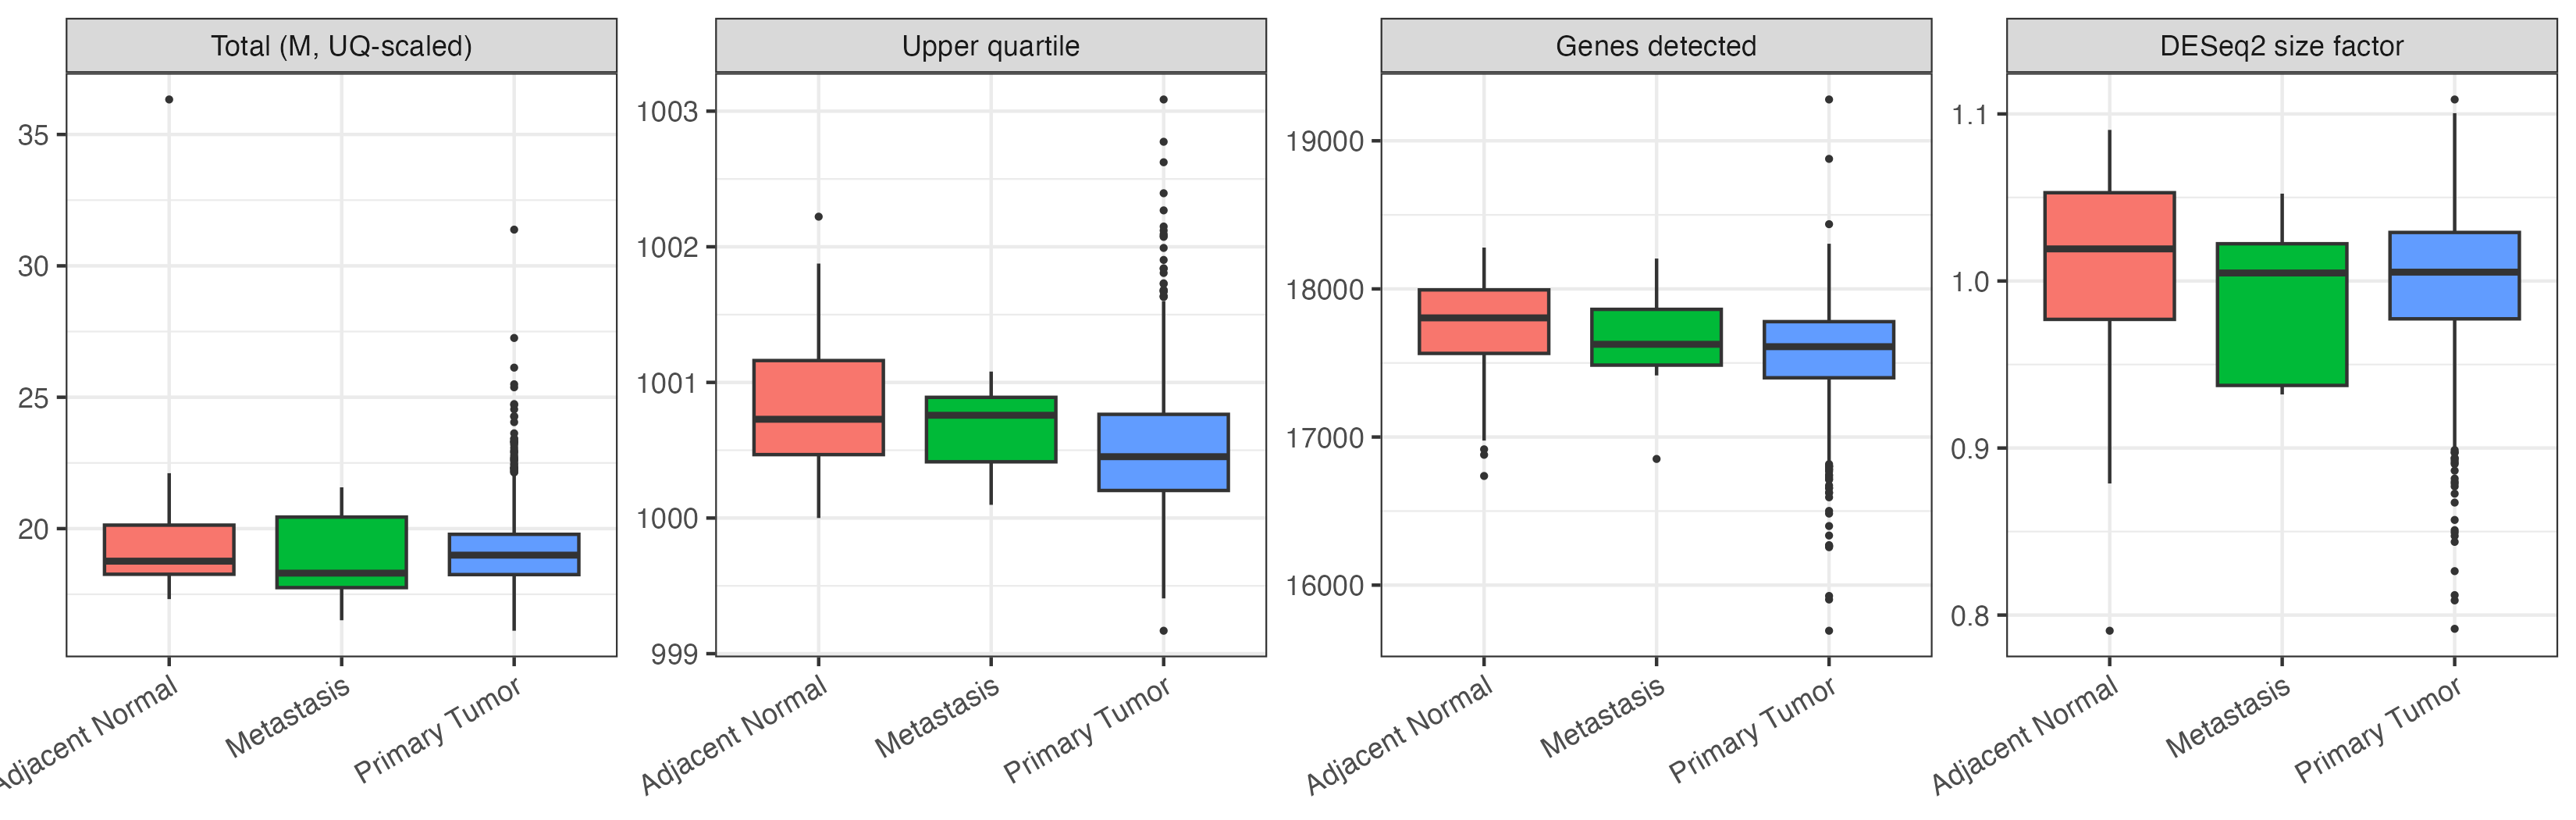 Total (M, UQ-scaled)
35
30
25
20
Adjacent Normal
Metastasis
Primary Tumor
Upper quartile
1003
1002
1001
1000
999
Adjacent Normal
Metastasis
Primary Tumor
Genes detected
19000
18000
17000
16000
Adjacent Normal
Metastasis
Primary Tumor
DESeq2 size factor
1.1
1.0
0.9
0.8
Adjacent Normal
Metastasis
Primary Tumor